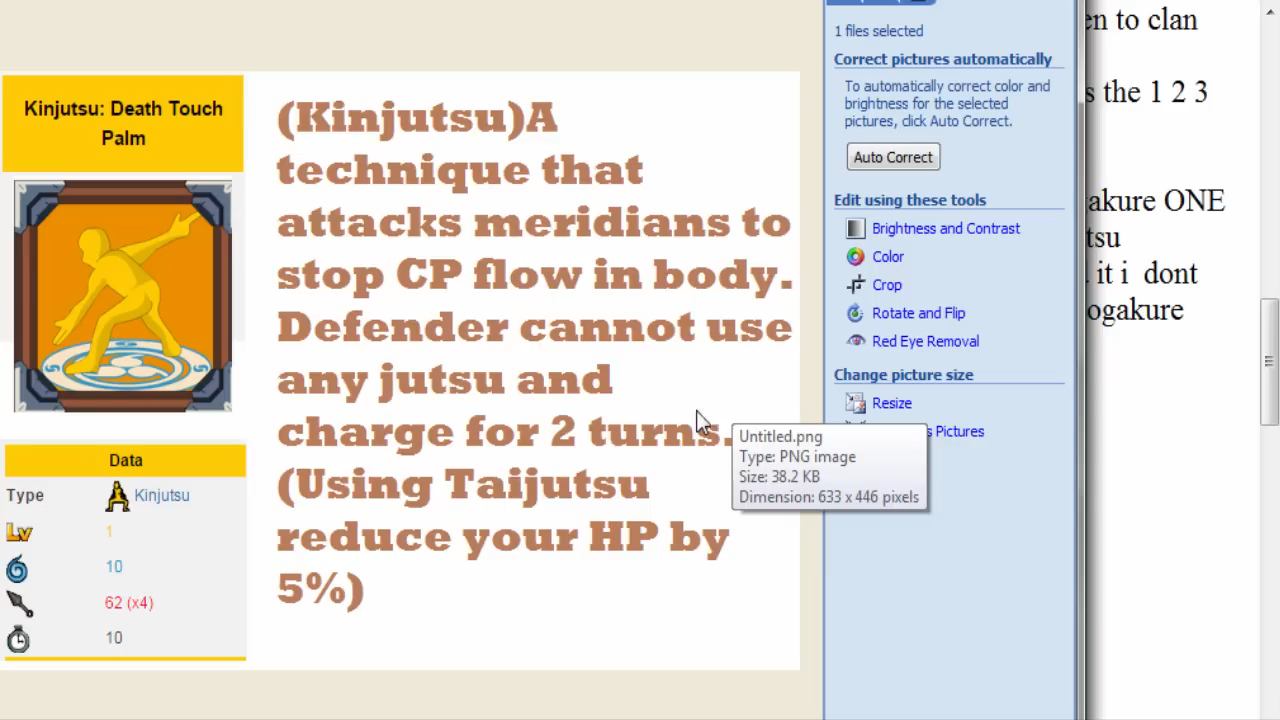 Kinjutsu: Death Touch
Palm
Data
Type Kinjutsu
Lv 1
10
62 (x4)
10
(Kinjutsu)A
technique that
attacks meridians to
stop CP flow in body.
Defender cannot use
any jutsu and
charge for 2 turns.
(Using Taijutsu
reduce your HP by
5%)
1 files selected
Correct pictures automatically
To automatically correct color and
brightness for the selected
pictures, click Auto Correct.
Auto Correct
Edit using these tools
Brightness and Contrast
Color
Crop
Rotate and Flip
Red Eye Removal
Change picture size
Resize
s Pictures
Untitled.png
Type: PNG image
Size: 38.2 KB
Dimension: 633 x 446 pixels
en to clan
s the 1 2 3
akure ONE
tsu
it i dont
ogakure